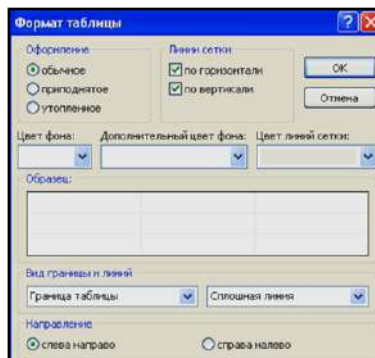 Формат таблицы
Оформление
обычное
приподнятое
утопленное
Линии сетки
по горизонтали
по вертикали
ОК
Отмена
Цвет фона: Дополнительный цвет фона: Цвет линий сетки:
Образец:
Вид границы и линий
Граница таблицы Сплошная линия
Направление
слева направо справа налево